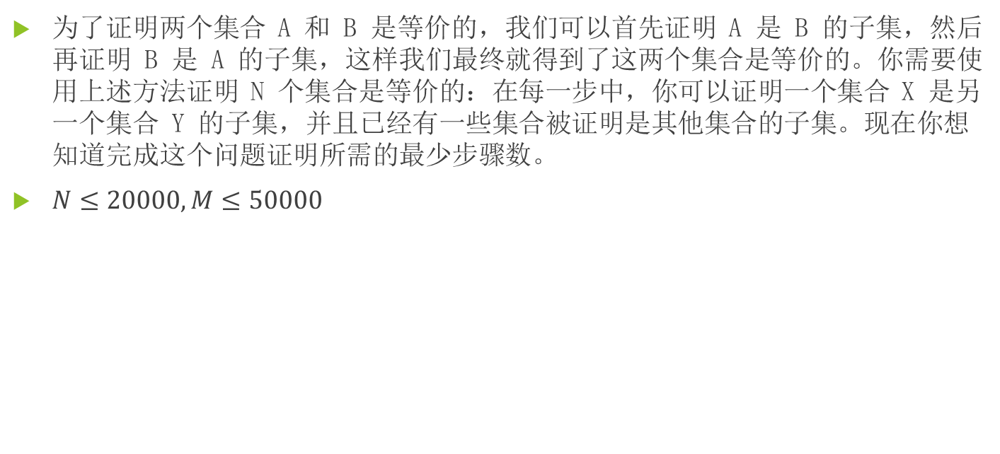 为了证明两个集合 A 和 B 是等价的，我们可以首先证明 A 是 B 的子集，然后
再证明 B 是 A 的子集，这样我们最终就得到了这两个集合是等价的。你需要使
用上述方法证明 N 个集合是等价的：在每一步中，你可以证明一个集合 X 是另
一个集合 Y 的子集，并且已经有一些集合被证明是其他集合的子集。现在你想
知道完成这个问题证明所需的最少步骤数。
N ≤ 20000, M ≤ 50000